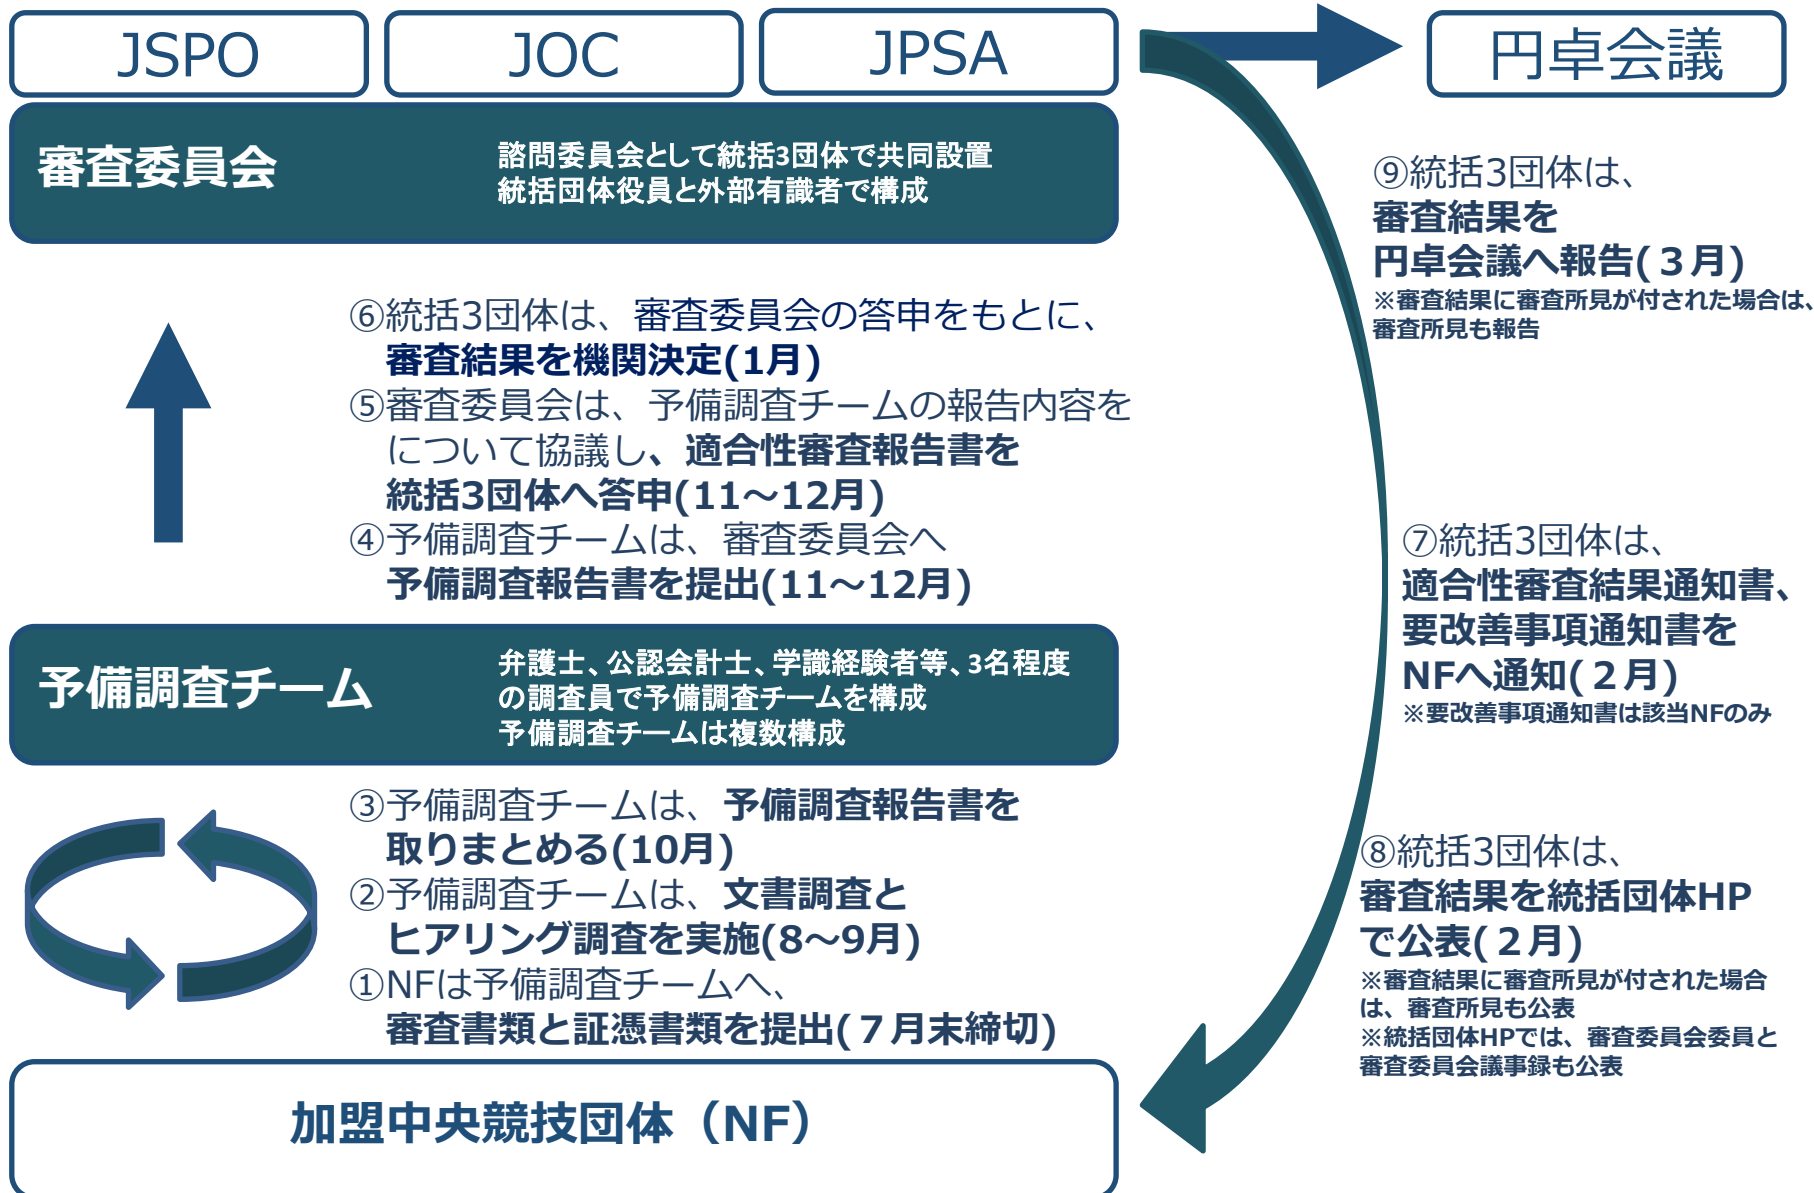 JSPO
JOC
JPSA
円卓会議
審査委員会
諮問委員会として統括3団体で共同設置
統括団体役員と外部有識者で構成
⑥統括3団体は、審査委員会の答申をもとに、
審査結果を機関決定(1月)
⑤審査委員会は、予備調査チームの報告内容を
について協議し、適合性審査報告書を
統括3団体へ答申(11～12月)
④予備調査チームは、審査委員会へ
予備調査報告書を提出(11～12月)
予備調査チーム
弁護士、公認会計士、学識経験者等、3名程度
の調査員で予備調査チームを構成
予備調査チームは複数構成
③予備調査チームは、予備調査報告書を
取りまとめる(10月)
②予備調査チームは、文書調査と
ヒアリング調査を実施(8～9月)
①NFは予備調査チームへ、
審査書類と証憑書類を提出(７月末締切)
加盟中央競技団体（NF）
⑨統括3団体は、
審査結果を
円卓会議へ報告(３月)
※審査結果に審査所見が付された場合は、
審査所見も報告
⑦統括3団体は、
適合性審査結果通知書、
要改善事項通知書を
NFへ通知(２月)
※要改善事項通知書は該当NFのみ
⑧統括3団体は、
審査結果を統括団体HP
で公表(２月)
※審査結果に審査所見が付された場合
は、審査所見も公表
※統括団体HPでは、審査委員会委員と
審査委員会議事録も公表